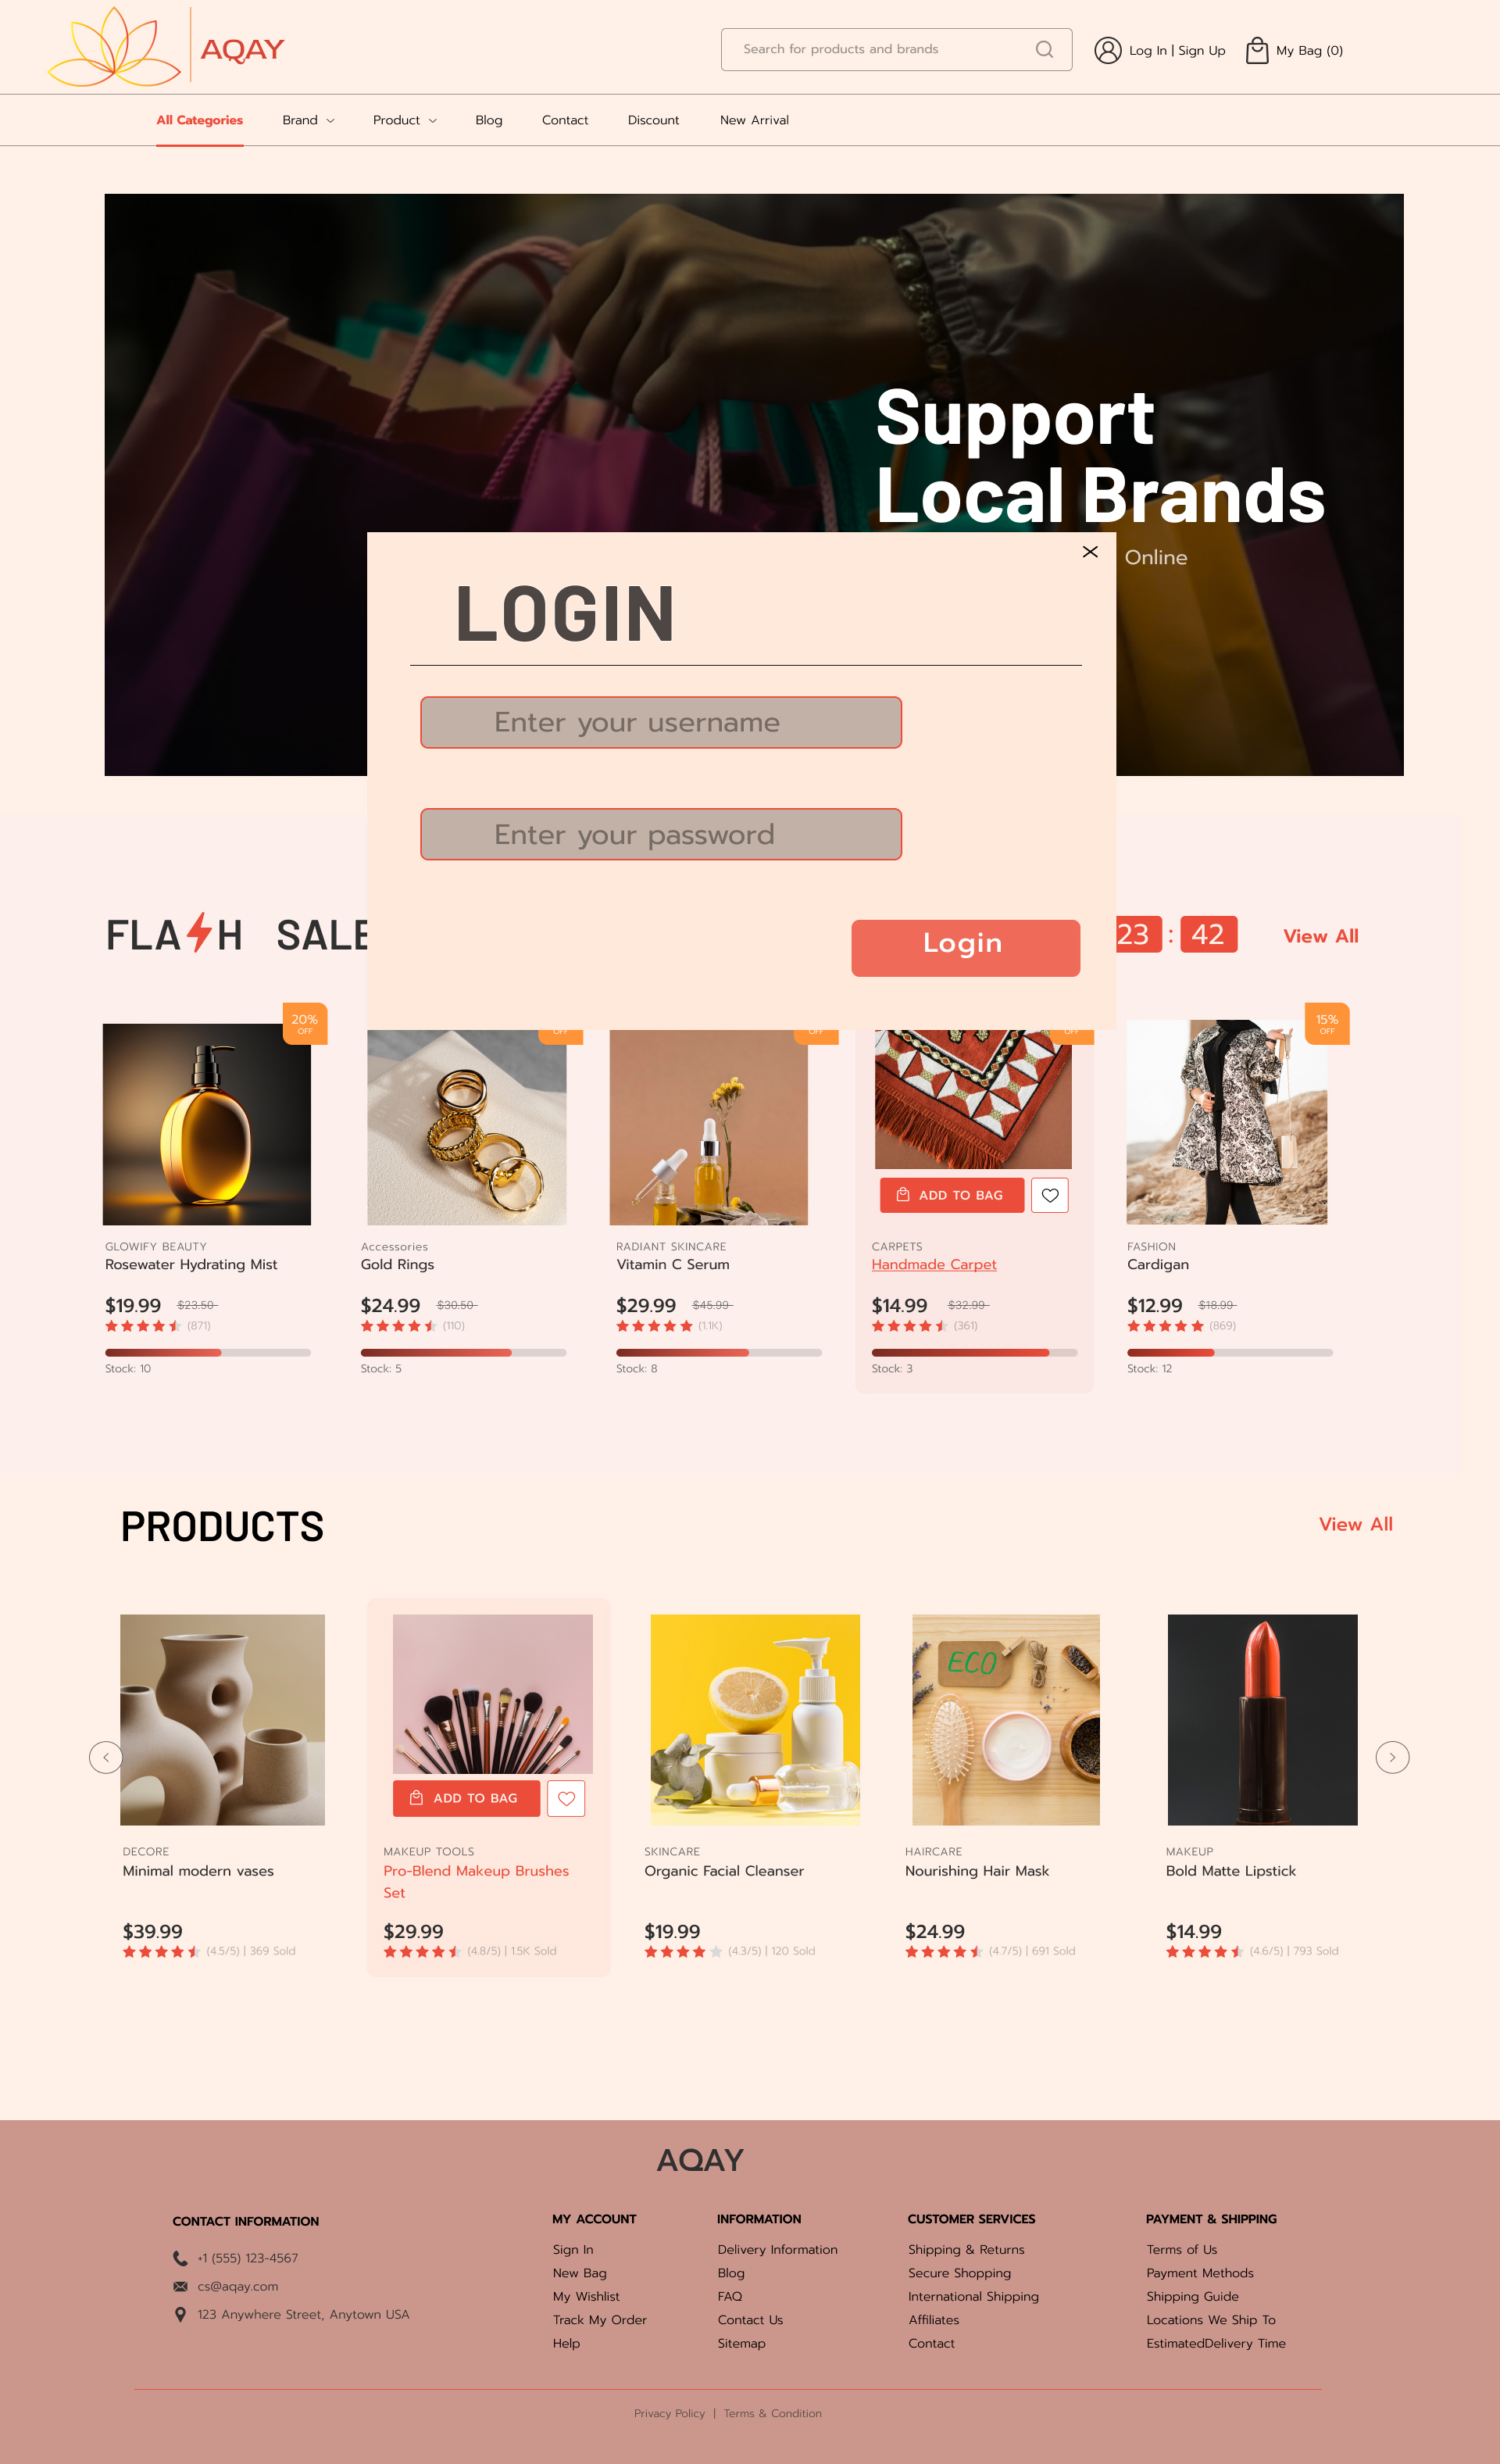 AQAY
Search for products and brands
Log In | Sign Up
My Bag (0)
All Categories
Brand
Product
Blog
Contact
Discount
New Arrival
Support
Local Brands
Online
LOGIN
Enter your username
Enter your password
Login
FLA H SALE
23 : 42
View All
20%
OFF
OFF
OFF
OFF
15%
OFF
ADD TO BAG
GLOWIFY BEAUTY
Rosewater Hydrating Mist
$19.99 $23.50
(871)
Stock: 10
Accessories
Gold Rings
$24.99 $30.50
(110)
Stock: 5
RADIANT SKINCARE
Vitamin C Serum
$29.99 $45.99
(1.1K)
Stock: 8
CARPETS
Handmade Carpet
$14.99 $32.99
(361)
Stock: 3
FASHION
Cardigan
$12.99 $18.99
(869)
Stock: 12
PRODUCTS
View All
ECO
ADD TO BAG
DECORE
Minimal modern vases
$39.99
(4.5/5) | 369 Sold
MAKEUP TOOLS
Pro-Blend Makeup Brushes
Set
$29.99
(4.8/5) | 1.5K Sold
SKINCARE
Organic Facial Cleanser
$19.99
(4.3/5) | 120 Sold
HAIRCARE
Nourishing Hair Mask
$24.99
(4.7/5) | 691 Sold
MAKEUP
Bold Matte Lipstick
$14.99
(4.6/5) | 793 Sold
AQAY
CONTACT INFORMATION
+1 (555) 123-4567
cs@aqay.com
123 Anywhere Street, Anytown USA
MY ACCOUNT
Sign In
New Bag
My Wishlist
Track My Order
Help
INFORMATION
Delivery Information
Blog
FAQ
Contact Us
Sitemap
CUSTOMER SERVICES
Shipping & Returns
Secure Shopping
International Shipping
Affiliates
Contact
PAYMENT & SHIPPING
Terms of Us
Payment Methods
Shipping Guide
Locations We Ship To
EstimatedDelivery Time
Privacy Policy | Terms & Condition